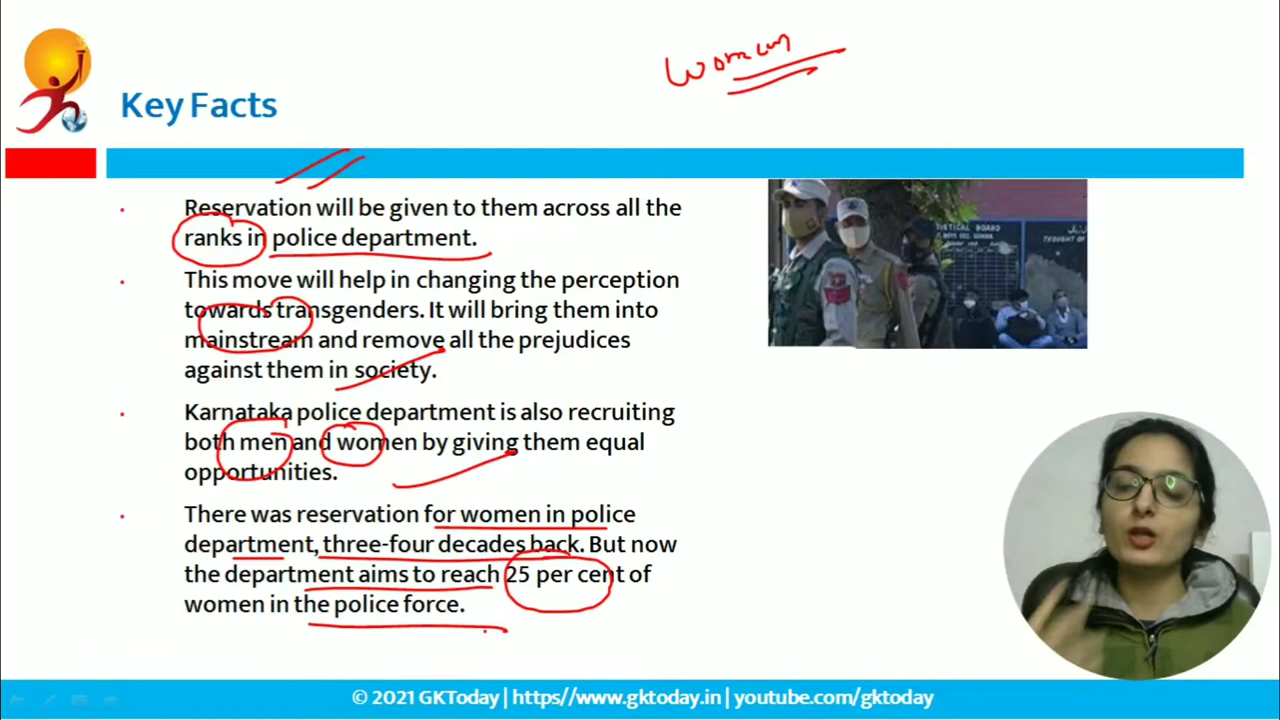 Women
Key Facts
Reservation will be given to them across all the
ranks in police department.
This move will help in changing the perception
towards transgenders. It will bring them into
mainstream and remove all the prejudices
against them in society.
Karnataka police department is also recruiting
both men and women by giving them equal
opportunities.
There was reservation for women in police
department, three-four decades back. But now
the department aims to reach 25 per cent of
women in the police force.
© 2021 GKToday | https//www.gktoday.in | youtube.com/gktoday